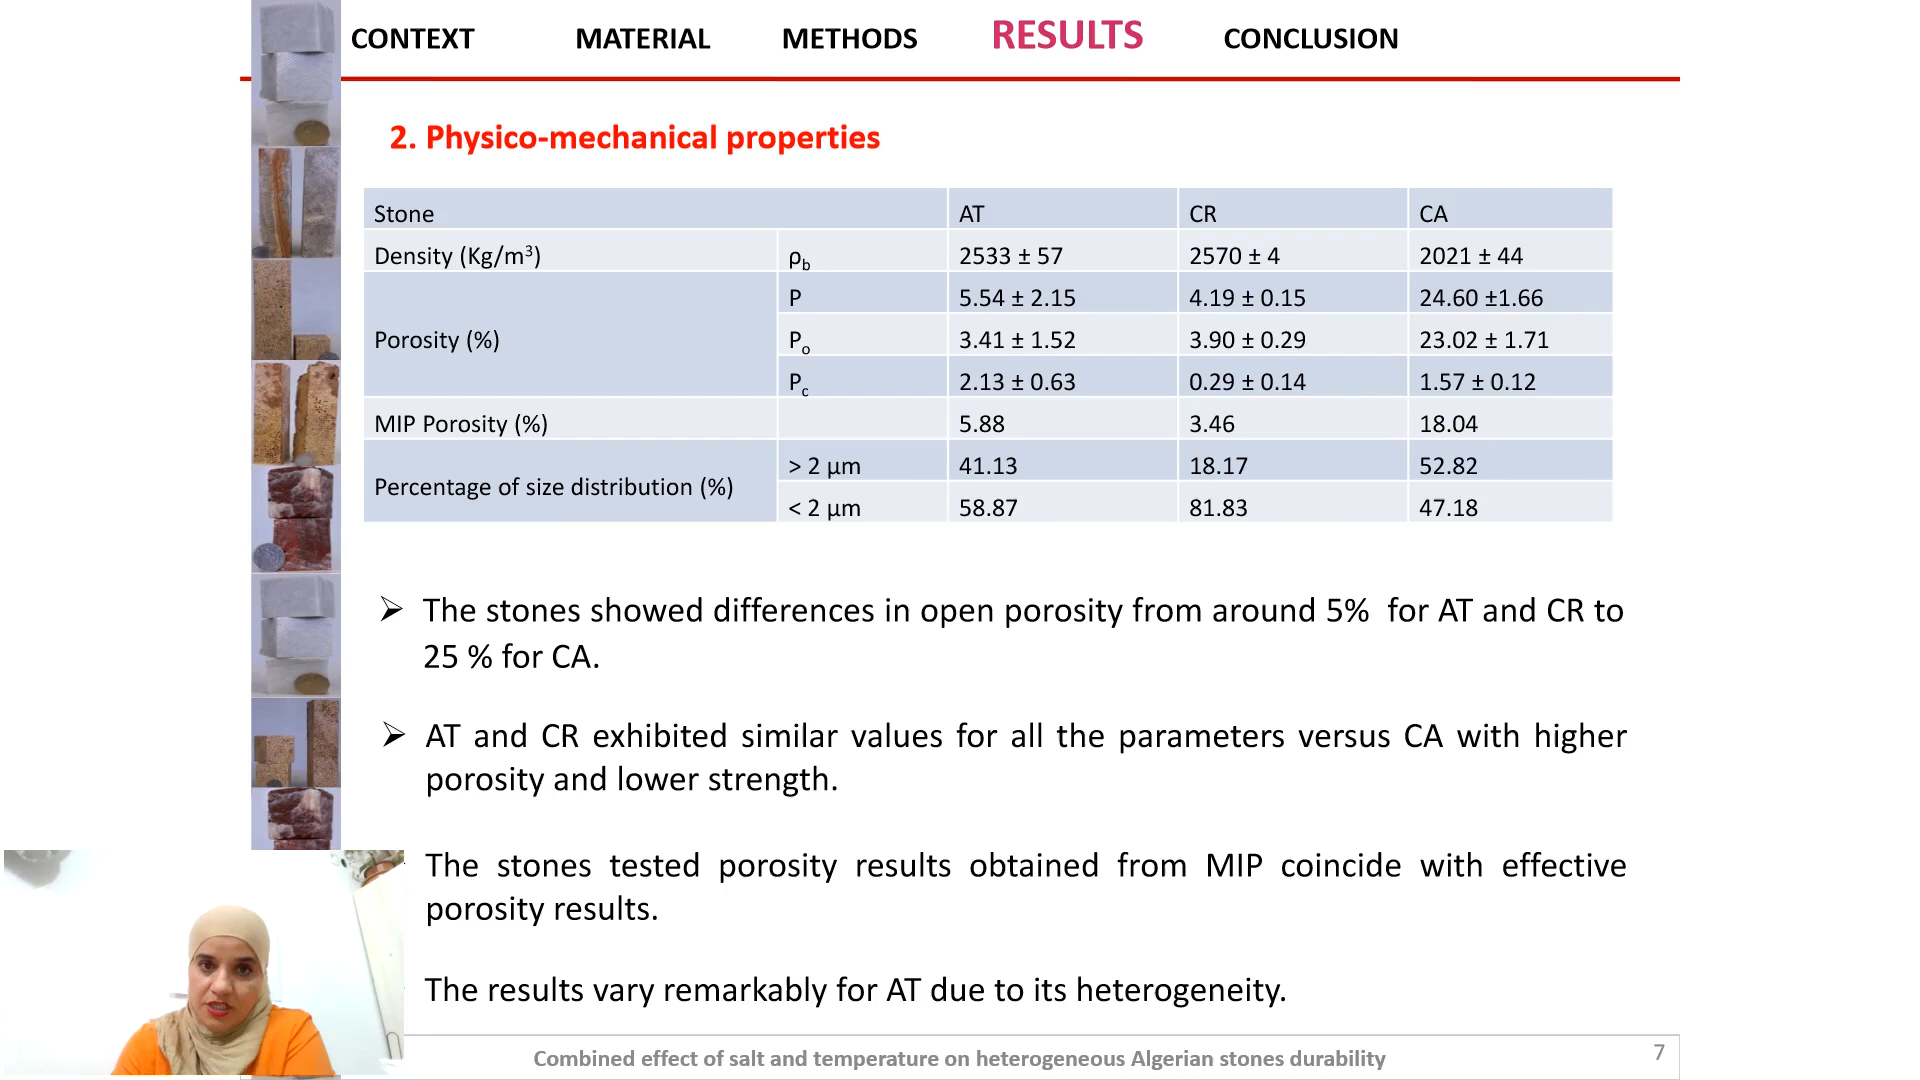 CONTEXT MATERIAL METHODS RESULTS CONCLUSION
2. Physico-mechanical properties
Stone AT CR CA
Density (Kg/m³) ρb 2533 ± 57 2570 ± 4 2021 ± 44
Porosity (%)
P 5.54 ± 2.15 4.19 ± 0.15 24.60 ±1.66
Po 3.41 ± 1.52 3.90 ± 0.29 23.02 ± 1.71
Pc 2.13 ± 0.63 0.29 ± 0.14 1.57 ± 0.12
MIP Porosity (%) 5.88 3.46 18.04
Percentage of size distribution (%)
> 2 µm 41.13 18.17 52.82
< 2 µm 58.87 81.83 47.18
➢ The stones showed differences in open porosity from around 5% for AT and CR to
25 % for CA.
➢ AT and CR exhibited similar values for all the parameters versus CA with higher
porosity and lower strength.
The stones tested porosity results obtained from MIP coincide with effective
porosity results.
The results vary remarkably for AT due to its heterogeneity.
Combined effect of salt and temperature on heterogeneous Algerian stones durability
7